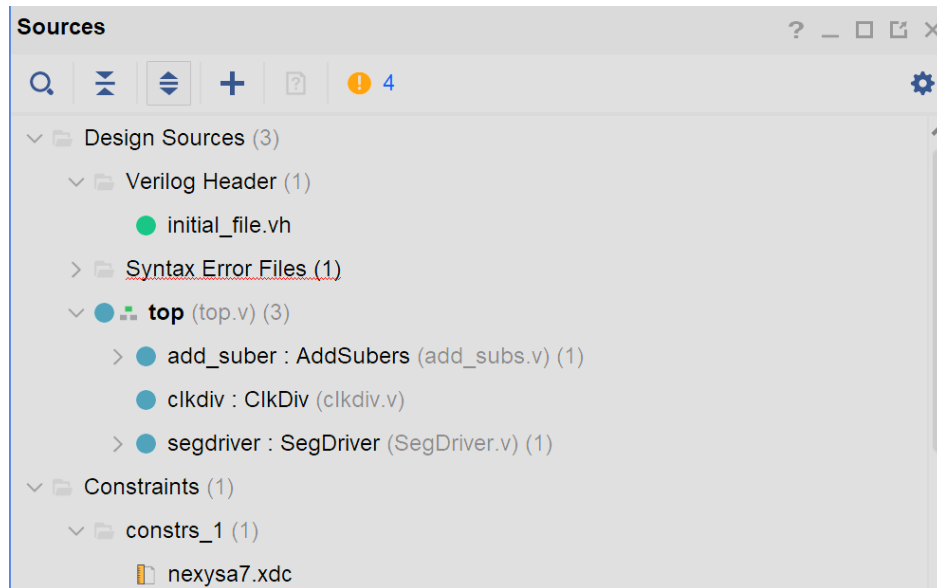 Sources
4
Design Sources (3)
Verilog Header (1)
initial_file.vh
Syntax Error Files (1)
top (top.v) (3)
add_suber : AddSubers (add_subs.v) (1)
clkdiv : ClkDiv (clkdiv.v)
segdriver : SegDriver (SegDriver.v) (1)
Constraints (1)
constrs_1 (1)
nexysa7.xdc